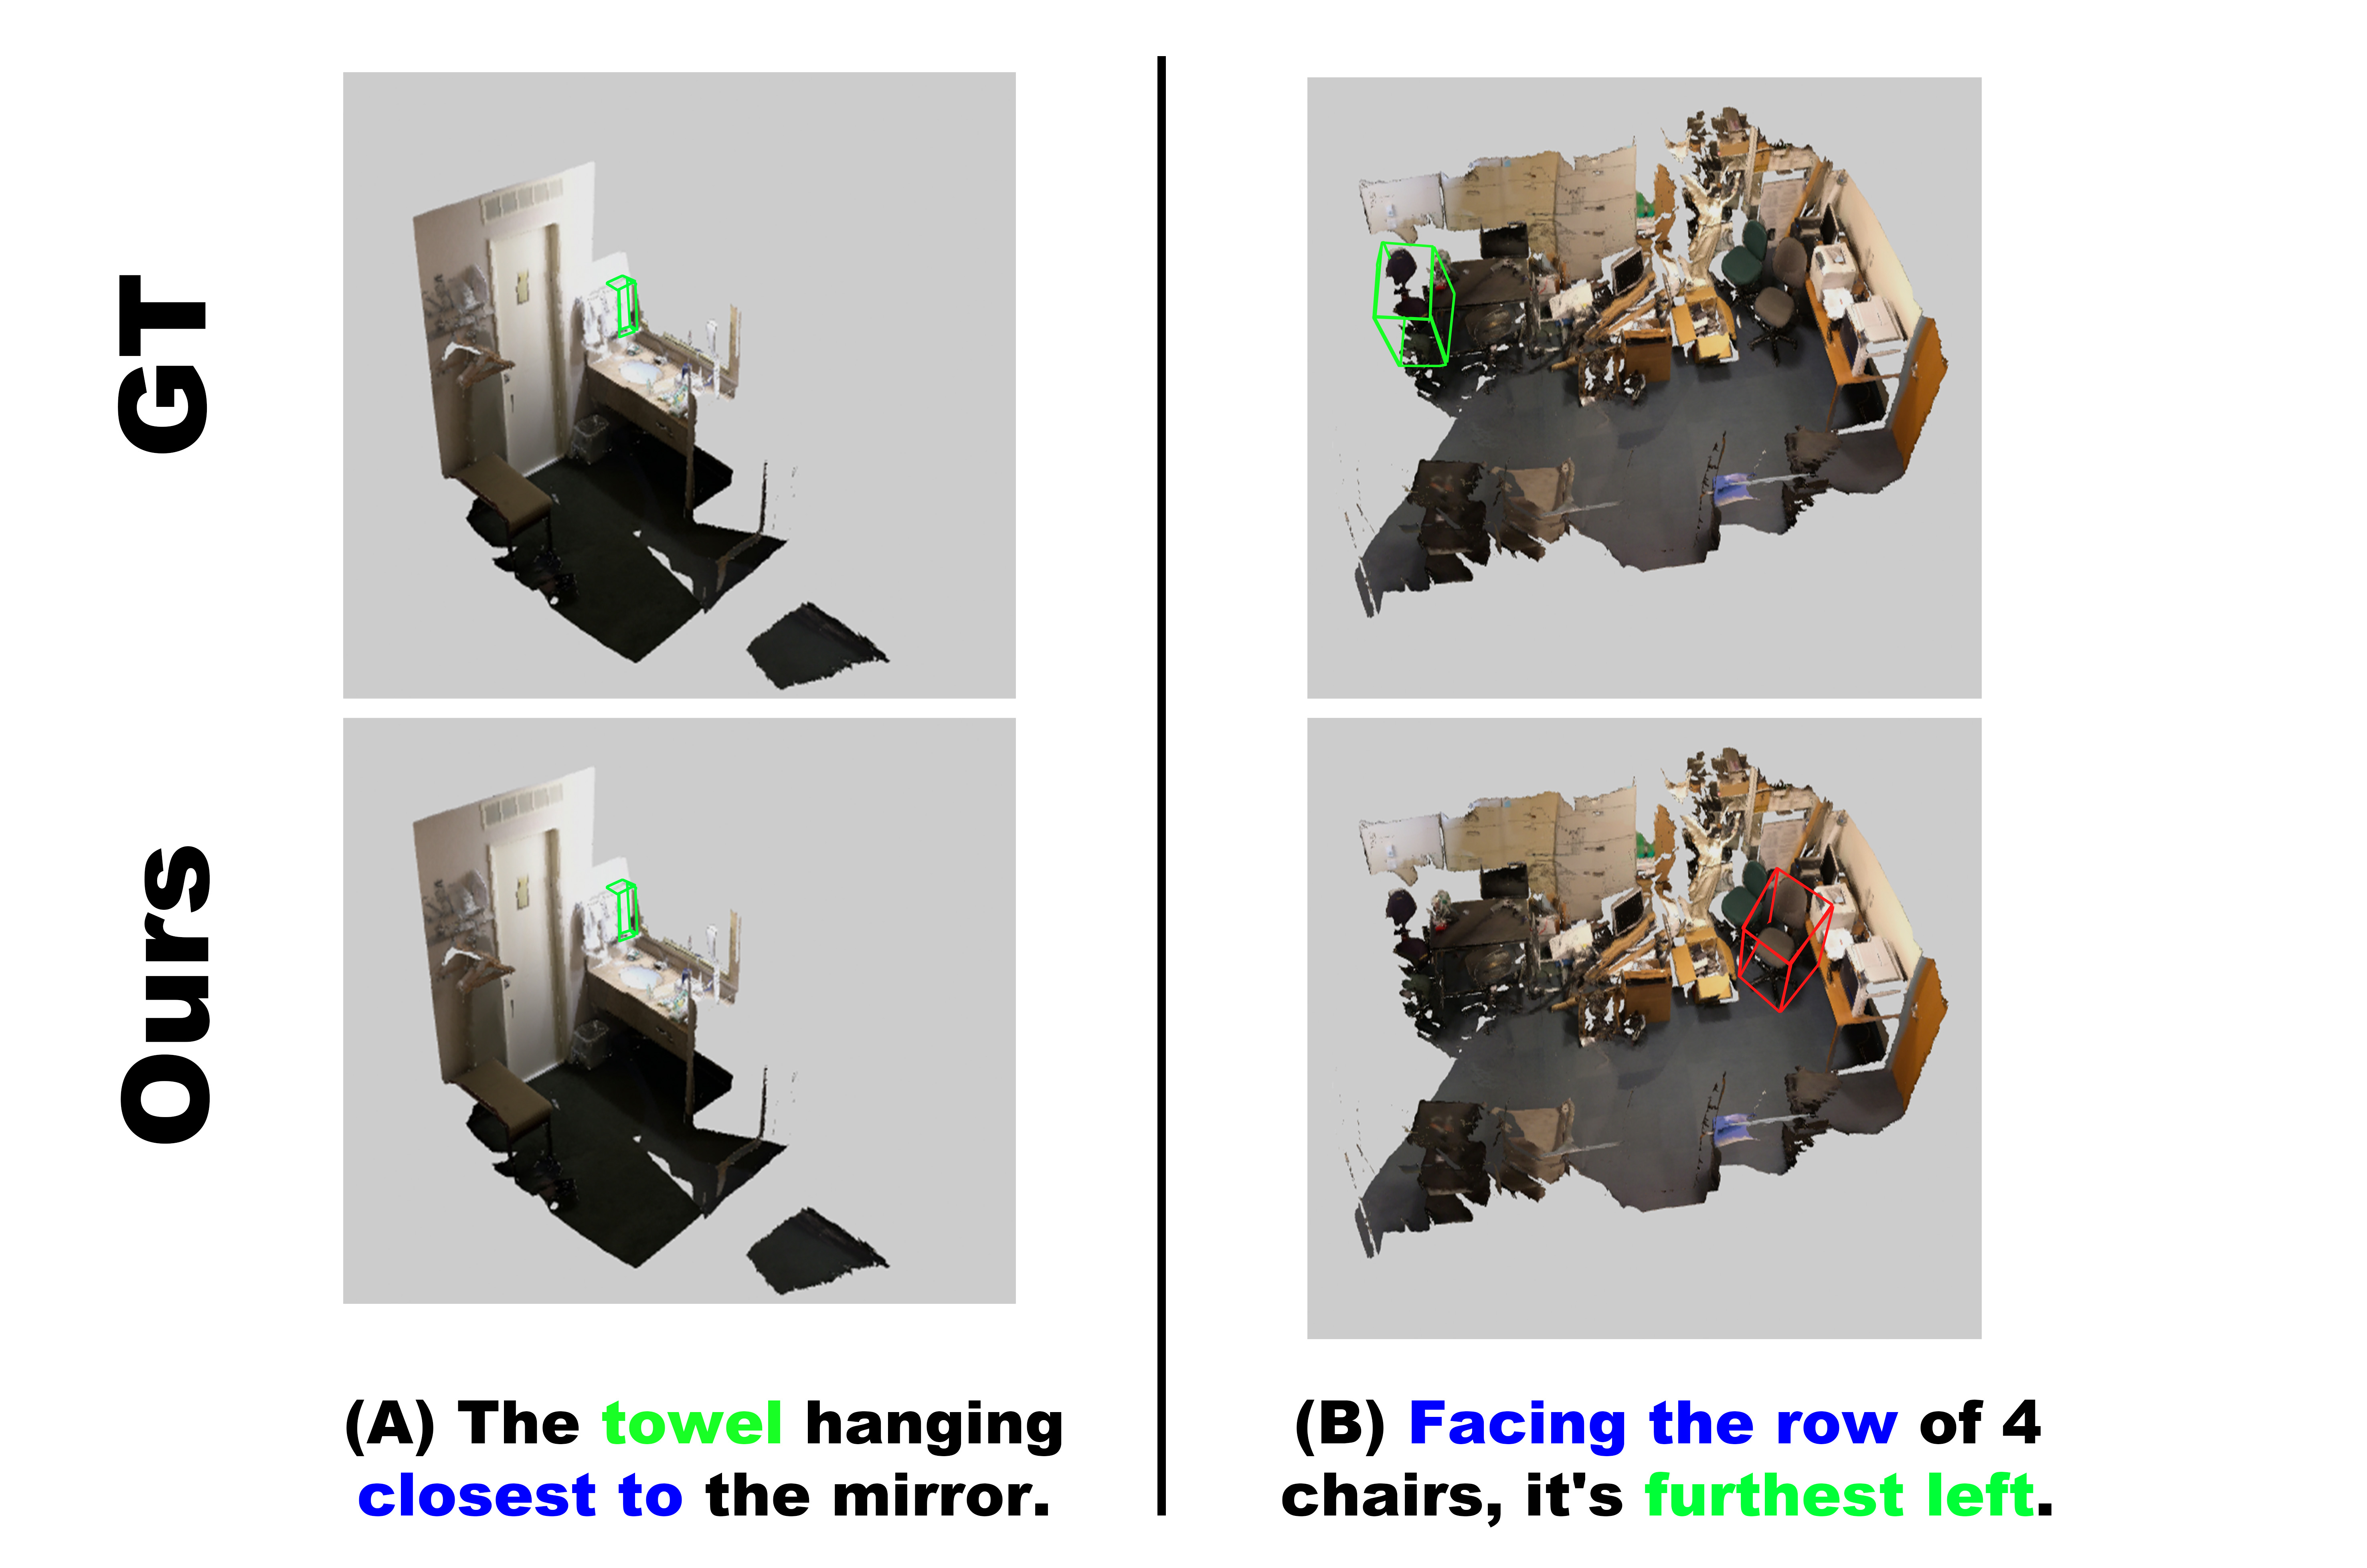 GT
Ours
(A) The towel hanging
closest to the mirror.
(B) Facing the row of 4
chairs, it's furthest left.